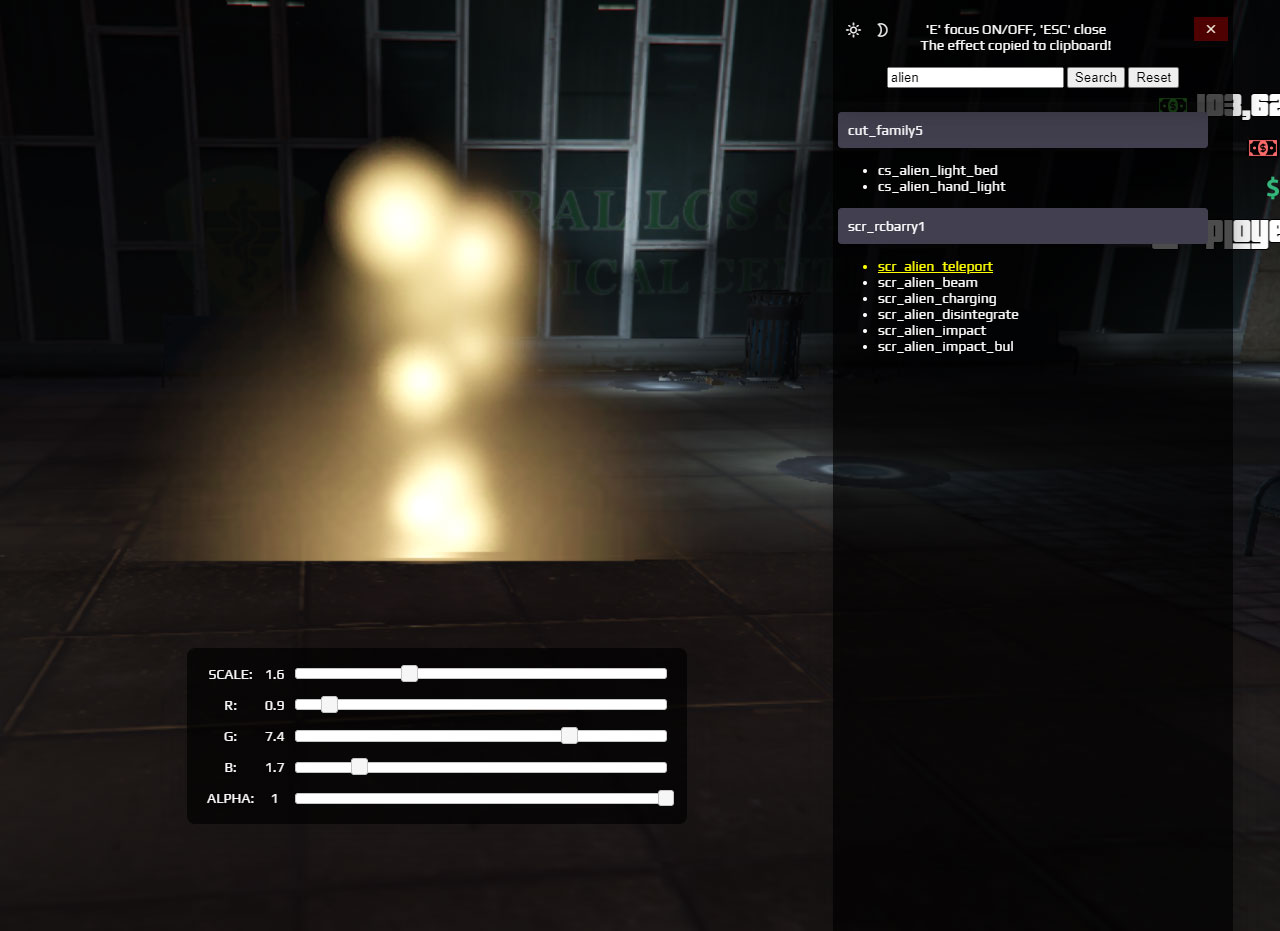 'E' focus ON/OFF, 'ESC' close
The effect copied to clipboard!
alien
Search
Reset
cut_family5
cs_alien_light_bed
cs_alien_hand_light
scr_rcbarry1
scr_alien_teleport
scr_alien_beam
scr_alien_charging
scr_alien_disintegrate
scr_alien_impact
scr_alien_impact_bul
SCALE: 1.6
R: 0.9
G: 7.4
B: 1.7
ALPHA: 1
LOS
$